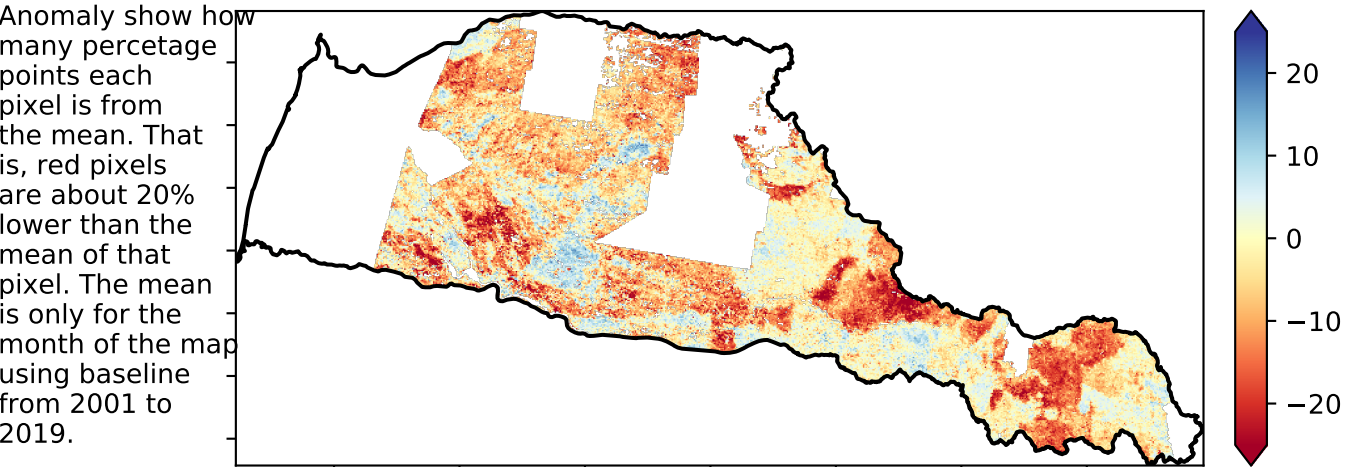 Anomaly show how
many percetage
points each
pixel is from
the mean. That
is, red pixels
are about 20%
lower than the
mean of that
pixel. The mean
is only for the
month of the map
using baseline
from 2001 to
2019.
20
10
0
−10
−20